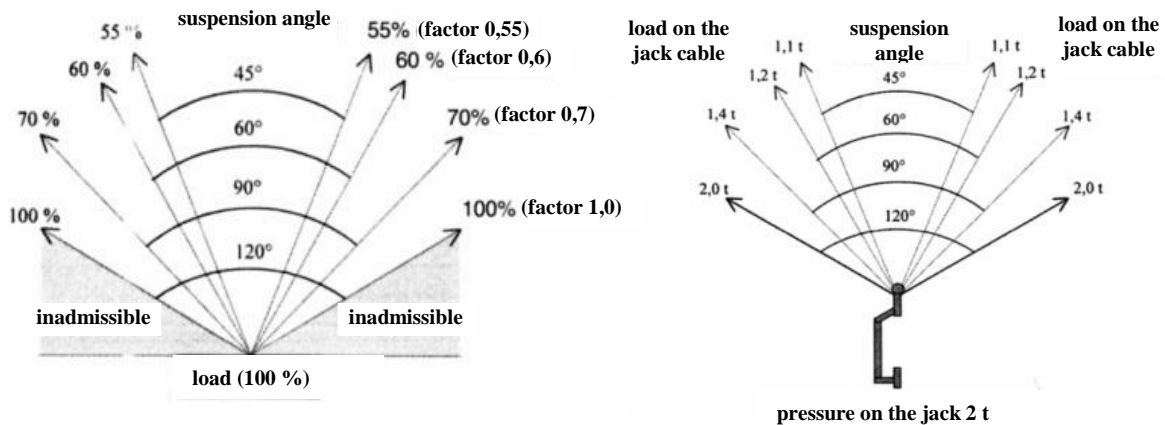 suspension angle
55 %
55% (factor 0,55)
60 %
60 % (factor 0,6)
45°
70 %
70% (factor 0,7)
60°
90°
100 %
100% (factor 1,0)
120°
inadmissible
inadmissible
load (100 %)
load on the
jack cable
suspension
angle
load on the
jack cable
1,1 t
1,1 t
45°
1,2 t
1,2 t
60°
1,4 t
1,4 t
90°
2,0 t
2,0 t
120°
pressure on the jack 2 t